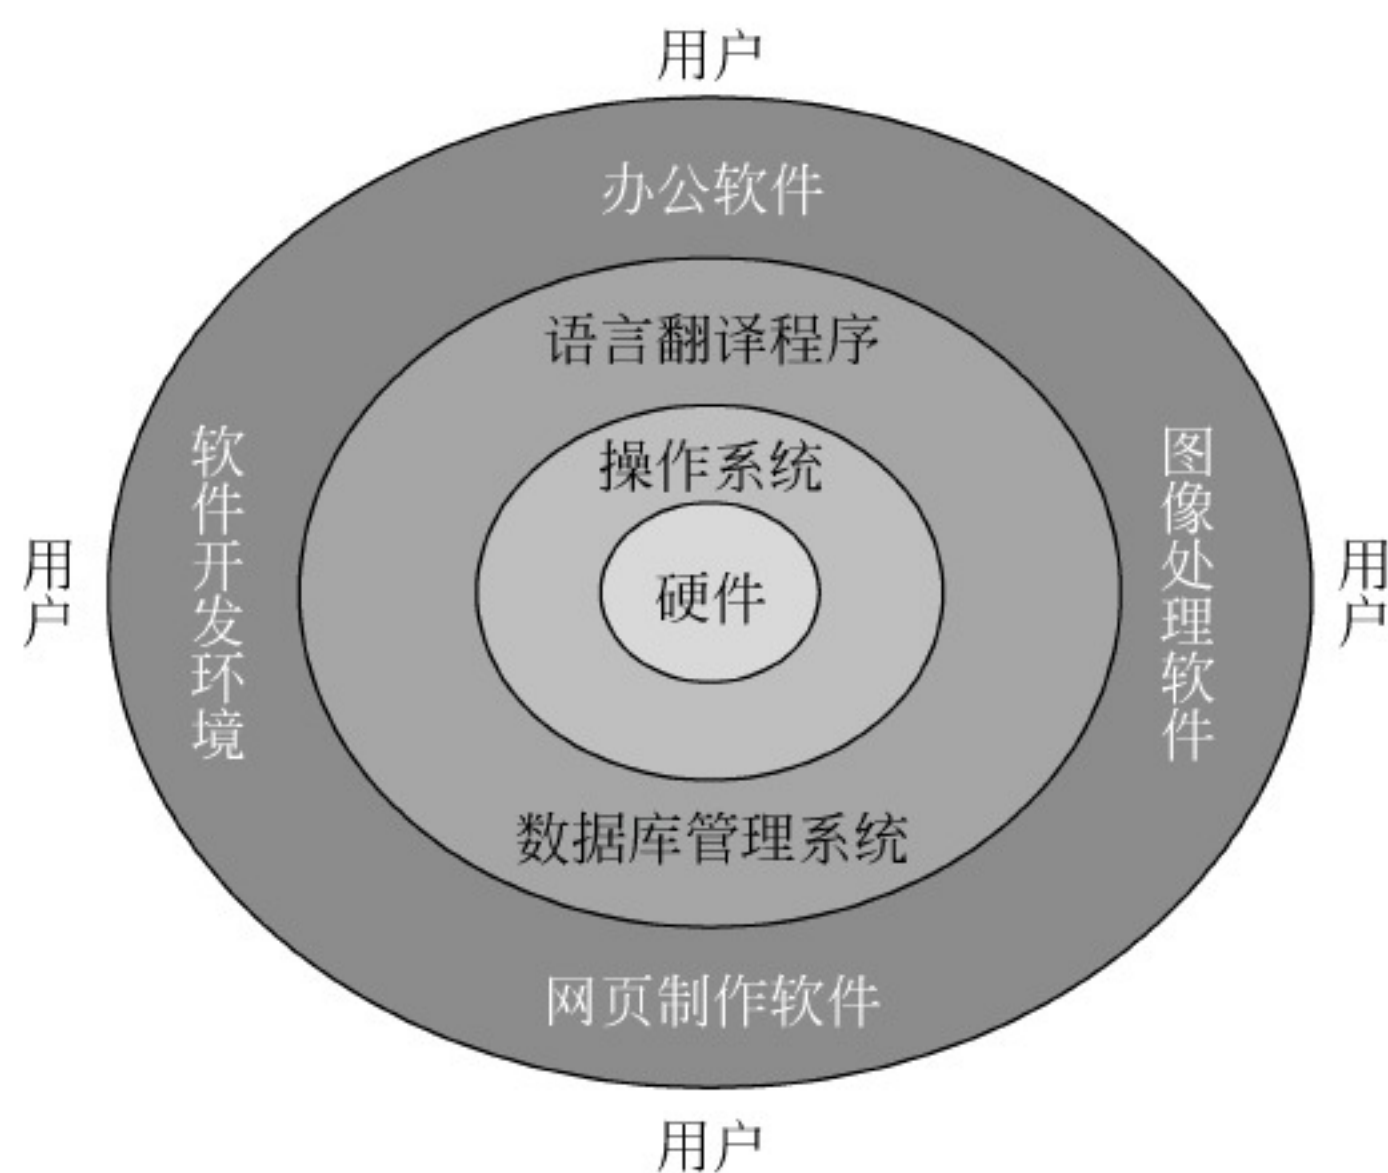 用户
办公软件
语言翻译程序
操作系统
软件开发环境
图像处理软件
用户
硬件
用户
数据库管理系统
网页制作软件
用户